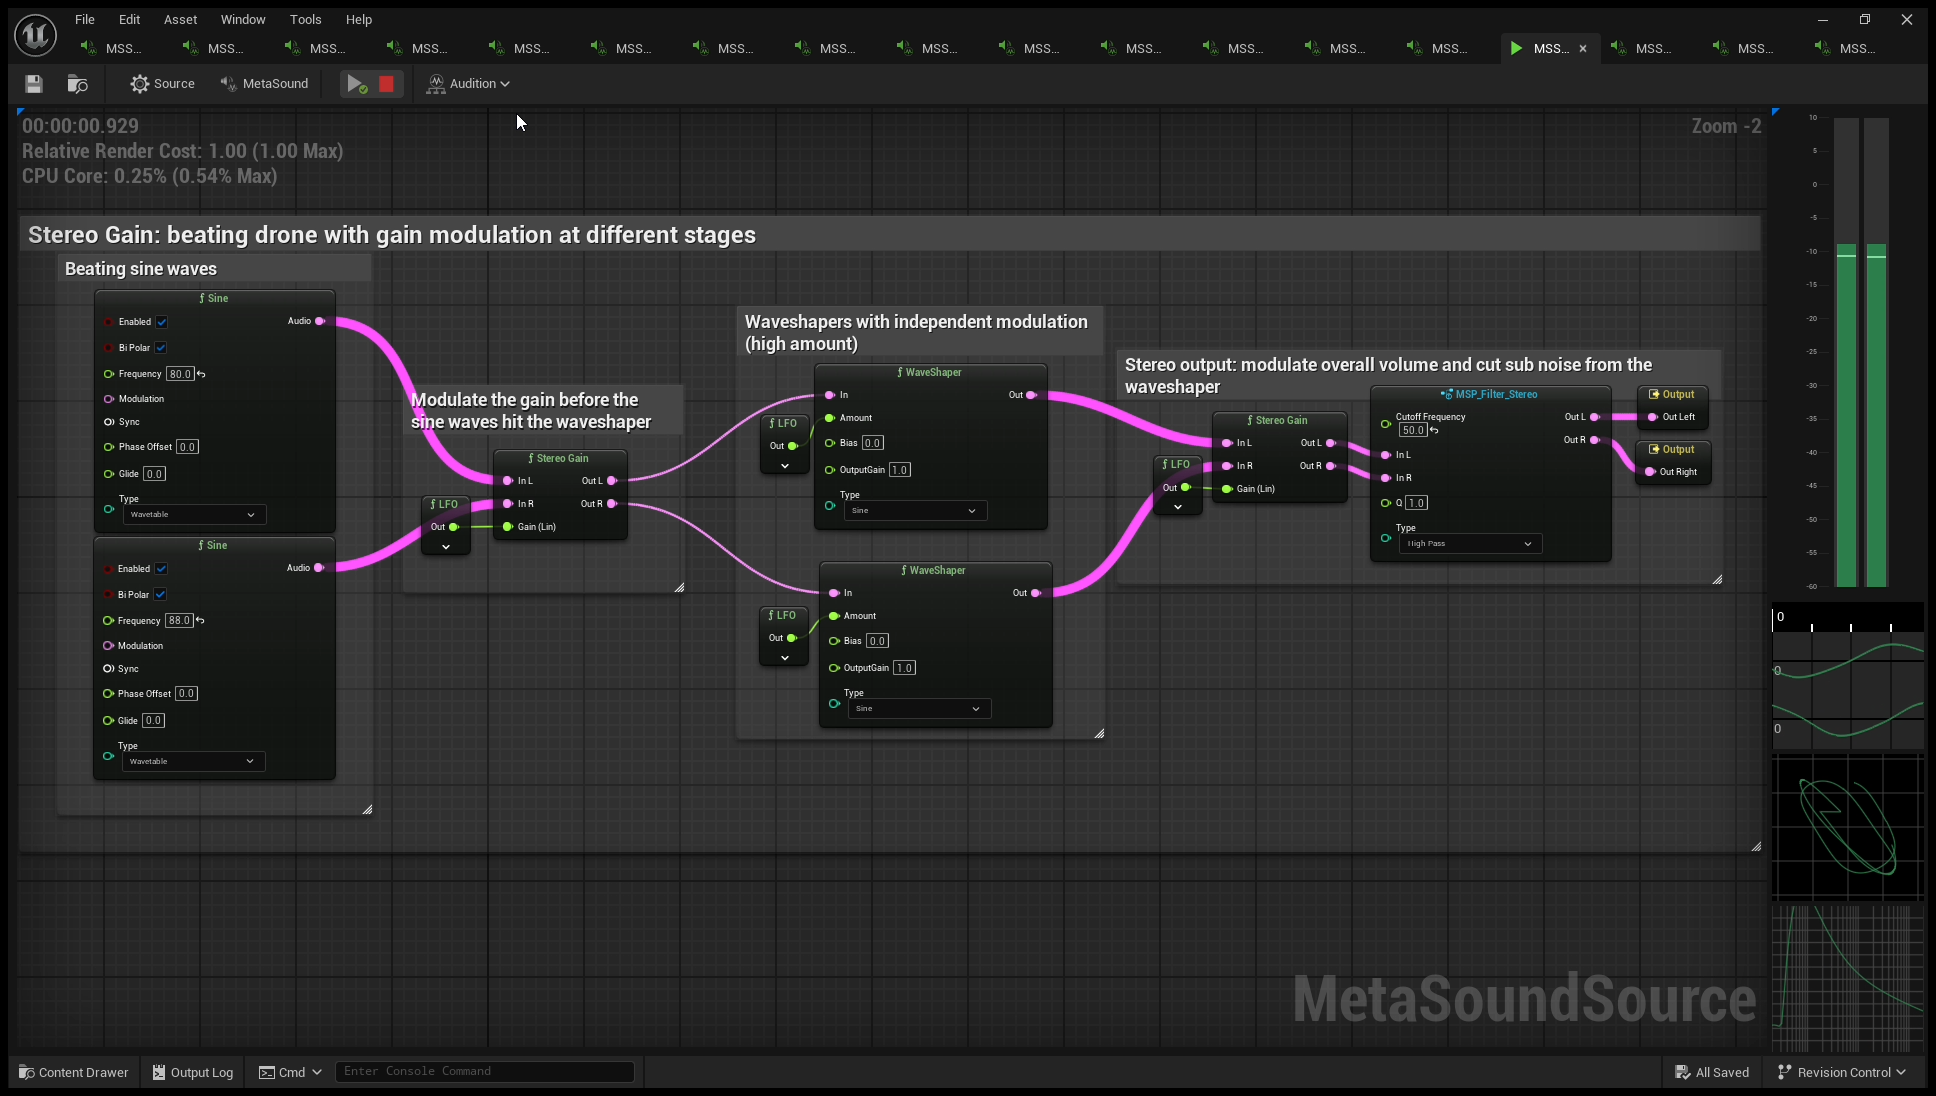 File Edit Asset Window Tools Help
MSS... MSS... MSS... MSS... MSS... MSS... MSS... MSS... MSS... MSS... MSS... MSS... MSS... MSS... MSS... MSS... MSS... MSS...
Source MetaSound Audition
00:00:00.929
Zoom -2
Relative Render Cost: 1.00 (1.00 Max)
CPU Core: 0.25% (0.54% Max)
Stereo Gain: beating drone with gain modulation at different stages
Beating sine waves
Sine
Enabled
Audio
Bi Polar
Frequency 80.0
Modulation
Sync
Phase Offset 0.0
Glide 0.0
Type
Wavetable
Sine
Enabled
Audio
Bi Polar
Frequency 88.0
Modulation
Sync
Phase Offset 0.0
Glide 0.0
Type
Wavetable
Modulate the gain before the
sine waves hit the waveshaper
LFO
Out
Stereo Gain
In L Out L
In R Out R
Gain (Lin)
Waveshapers with independent modulation
(high amount)
LFO
Out
WaveShaper
In Out
Amount
Bias 0.0
OutputGain 1.0
Type
Sine
LFO
Out
WaveShaper
In Out
Amount
Bias 0.0
OutputGain 1.0
Type
Sine
Stereo output: modulate overall volume and cut sub noise from the
waveshaper
LFO
Out
Stereo Gain
In L Out L
In R Out R
Gain (Lin)
MSP_Filter_Stereo
Cutoff Frequency Out L
50.0
Out R
In L
In R
Q 1.0
Type
High Pass
Output
Out Left
Output
Out Right
10
5
0
-5
-10
-15
-20
-25
-30
-35
-40
-45
-50
-55
-60
0
0
0
MetaSoundSource
Content Drawer Output Log Cmd Enter Console Command All Saved Revision Control